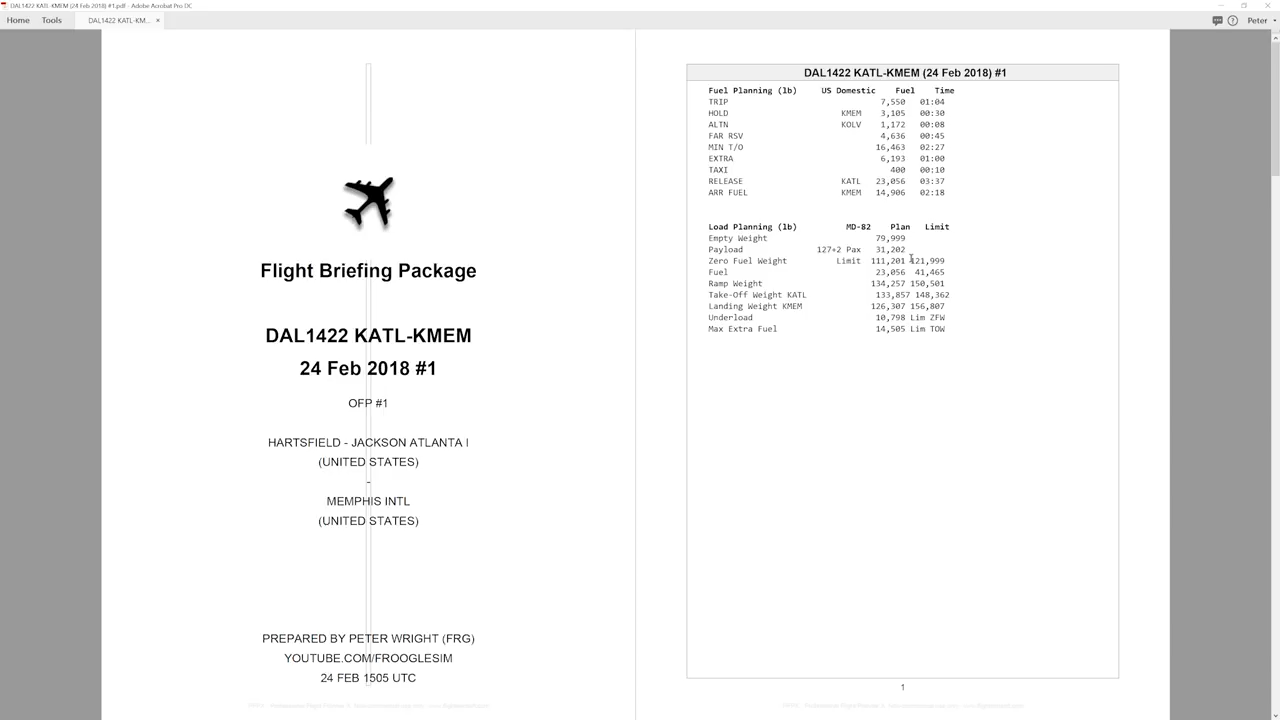 DAL1422 KATL-KMEM (24 Feb 2018) #1.pdf - Adobe Acrobat Pro DC
Home Tools DAL1422 KATL-KM... × Peter
Flight Briefing Package
DAL1422 KATL-KMEM
24 Feb 2018 #1
OFP #1
HARTSFIELD - JACKSON ATLANTA I
(UNITED STATES)
-
MEMPHIS INTL
(UNITED STATES)
PREPARED BY PETER WRIGHT (FRG)
YOUTUBE.COM/FROOGLESIM
24 FEB 1505 UTC
DAL1422 KATL-KMEM (24 Feb 2018) #1
Fuel Planning (lb) US Domestic Fuel Time
TRIP 7,550 01:04
HOLD KMEM 3,105 00:30
ALTN KOLV 1,172 00:08
FAR RSV 4,636 00:45
MIN T/O 16,463 02:27
EXTRA 6,193 01:00
TAXI 400 00:10
RELEASE KATL 23,056 03:37
ARR FUEL KMEM 14,906 02:18
Load Planning (lb) MD-82 Plan Limit
Empty Weight 79,999
Payload 127+2 Pax 31,202
Zero Fuel Weight Limit 111,201 121,999
Fuel 23,056 41,465
Ramp Weight 134,257 150,501
Take-Off Weight KATL 133,857 148,362
Landing Weight KMEM 126,307 156,807
Underload 10,798 Lim ZFW
Max Extra Fuel 14,505 Lim TOW
1